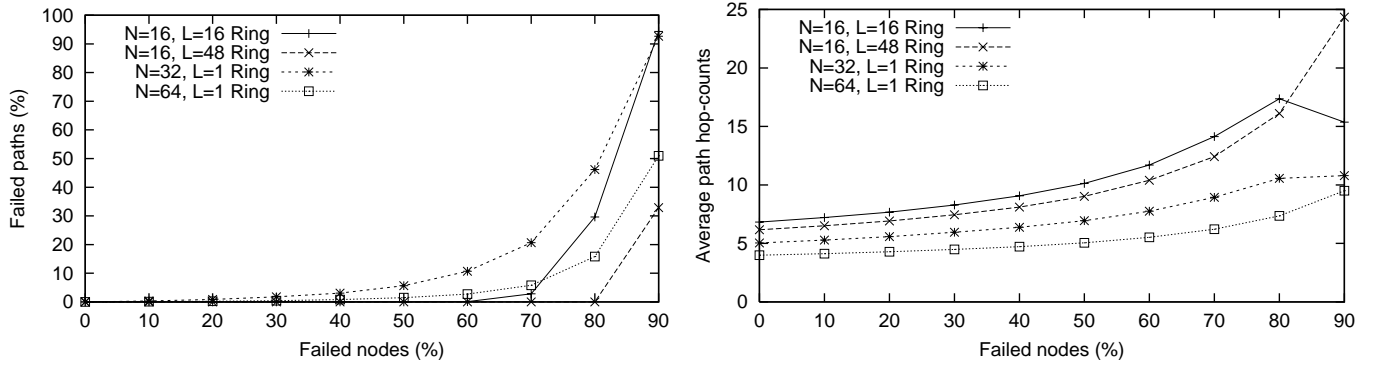 N=16, L=16 Ring
N=16, L=48 Ring
N=32, L=1 Ring
N=64, L=1 Ring
100
90
80
70
60
50
40
30
20
10
0
Failed paths (%)
0 10 20 30 40 50 60 70 80 90
Failed nodes (%)
N=16, L=16 Ring
N=16, L=48 Ring
N=32, L=1 Ring
N=64, L=1 Ring
25
20
15
10
5
0
Average path hop-counts
0 10 20 30 40 50 60 70 80 90
Failed nodes (%)